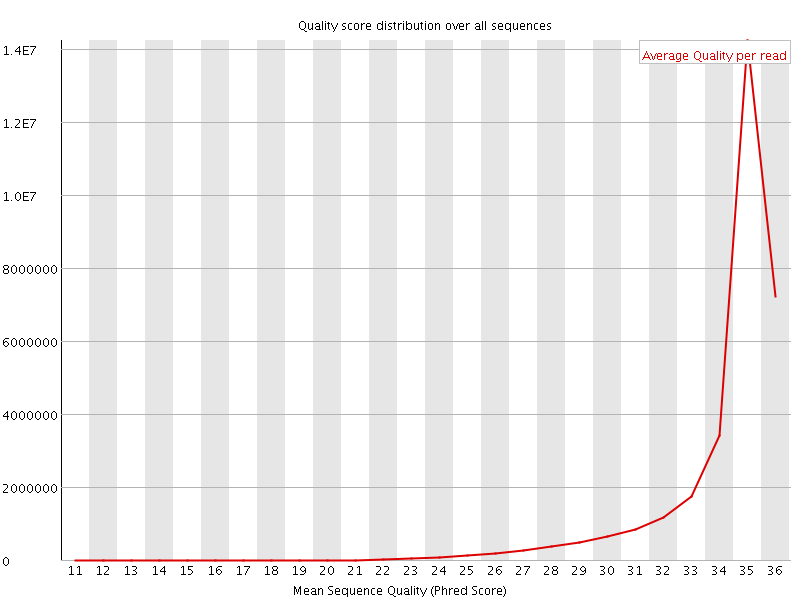 Quality score distribution over all sequences
Average Quality per read
1.4E7
1.2E7
1.0E7
8000000
6000000
4000000
2000000
0
11 12 13 14 15 16 17 18 19 20 21 22 23 24 25 26 27 28 29 30 31 32 33 34 35 36
Mean Sequence Quality (Phred Score)